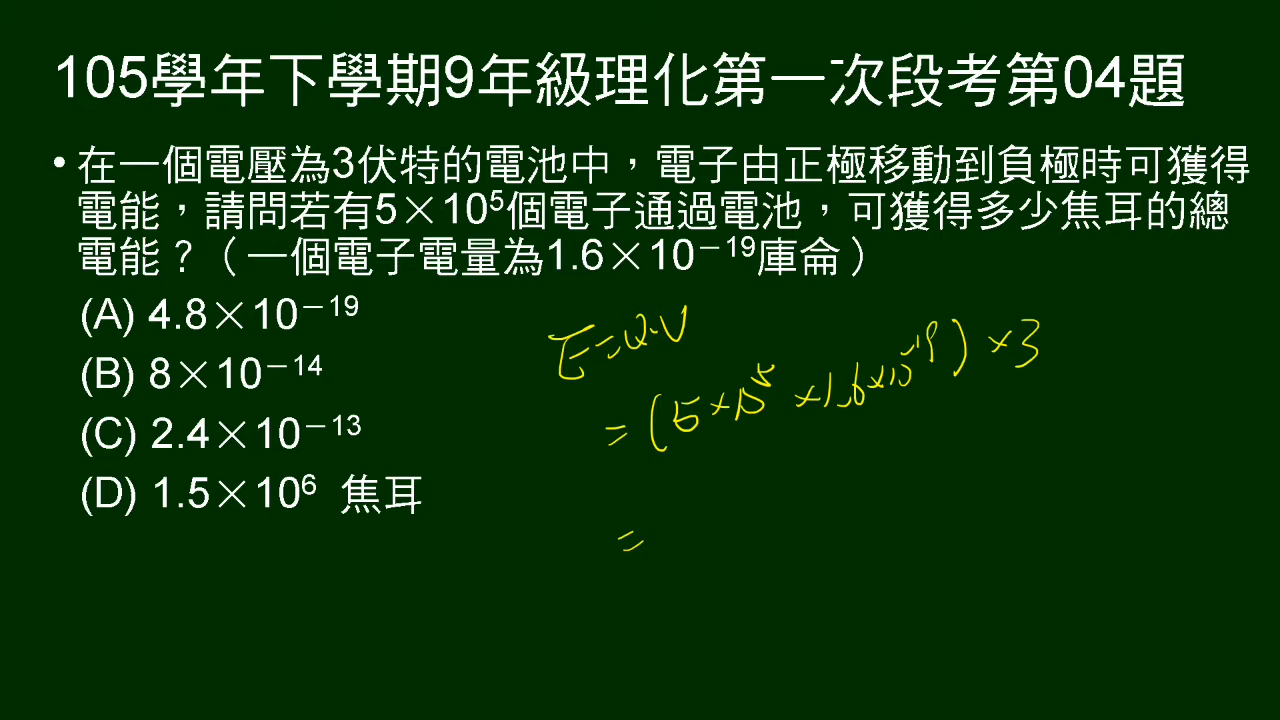 105學年下學期9年級理化第一次段考第04題
• 在一個電壓為3伏特的電池中，電子由正極移動到負極時可獲得
電能，請問若有5×10⁵個電子通過電池，可獲得多少焦耳的總
電能？（一個電子電量為1.6×10⁻¹⁹庫侖）
(A) 4.8×10⁻¹⁹
(B) 8×10⁻¹⁴
(C) 2.4×10⁻¹³
(D) 1.5×10⁶ 焦耳
E=Q.V
=(5×10⁵×1.6×10⁻¹⁹)×3
=